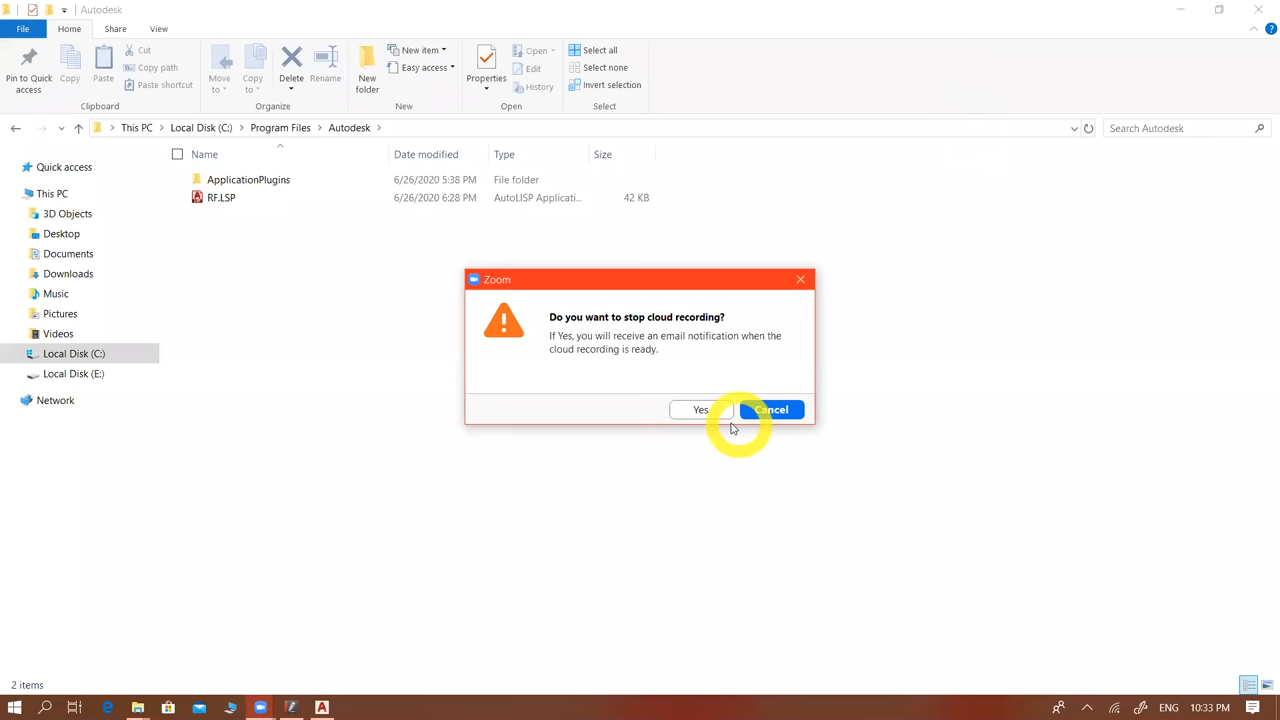 Autodesk
File Home Share View
Pin to Quick access
Copy
Paste
Cut
Copy path
Paste shortcut
Clipboard
Move to
Copy to
Delete
Rename
Organize
New folder
New item
Easy access
New
Properties
Open
Edit
History
Open
Select all
Select none
Invert selection
Select
This PC Local Disk (C:) Program Files Autodesk
Search Autodesk
Name Date modified Type Size
ApplicationPlugins 6/26/2020 5:38 PM File folder
RF.LSP 6/26/2020 6:28 PM AutoLISP Applicati... 42 KB
Quick access
This PC
3D Objects
Desktop
Documents
Downloads
Music
Pictures
Videos
Local Disk (C:)
Local Disk (E:)
Network
Zoom
Do you want to stop cloud recording?
If Yes, you will receive an email notification when the
cloud recording is ready.
Yes Cancel
2 items
ENG 10:33 PM